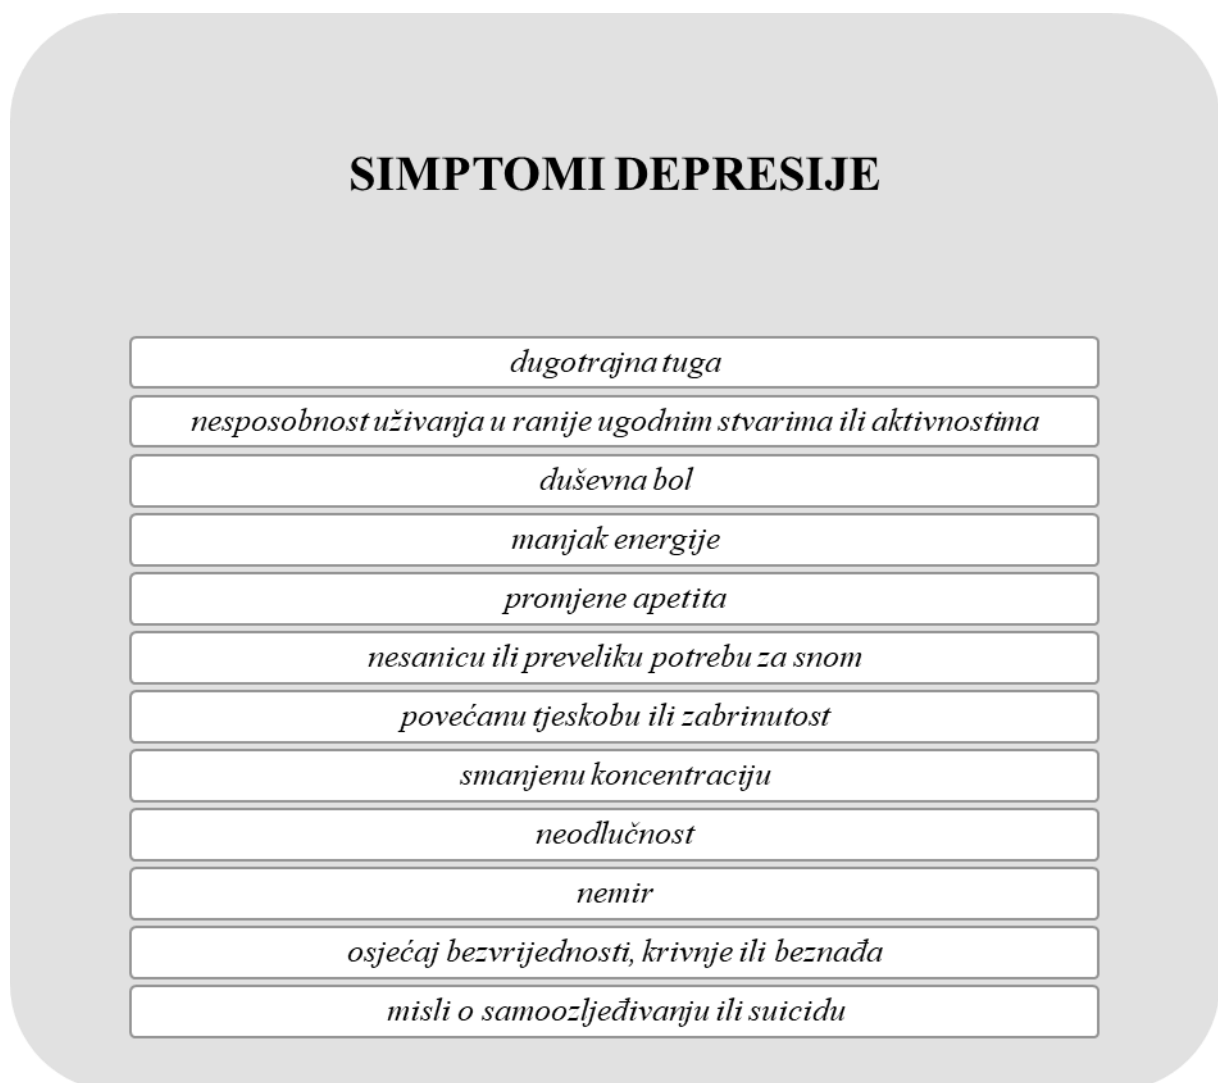 SIMPTOMI DEPRESIJE
dugotrajna tuga
nesposobnost uživanja u ranije ugodnim stvarima ili aktivnostima
duševna bol
manjak energije
promjene apetita
nesanicu ili preveliku potrebu za snom
povećanu tjeskobu ili zabrinutost
smanjenu koncentraciju
neodlučnost
nemir
osjećaj bezvrijednosti, krivnje ili beznađa
misli o samoozljeđivanju ili suicidu